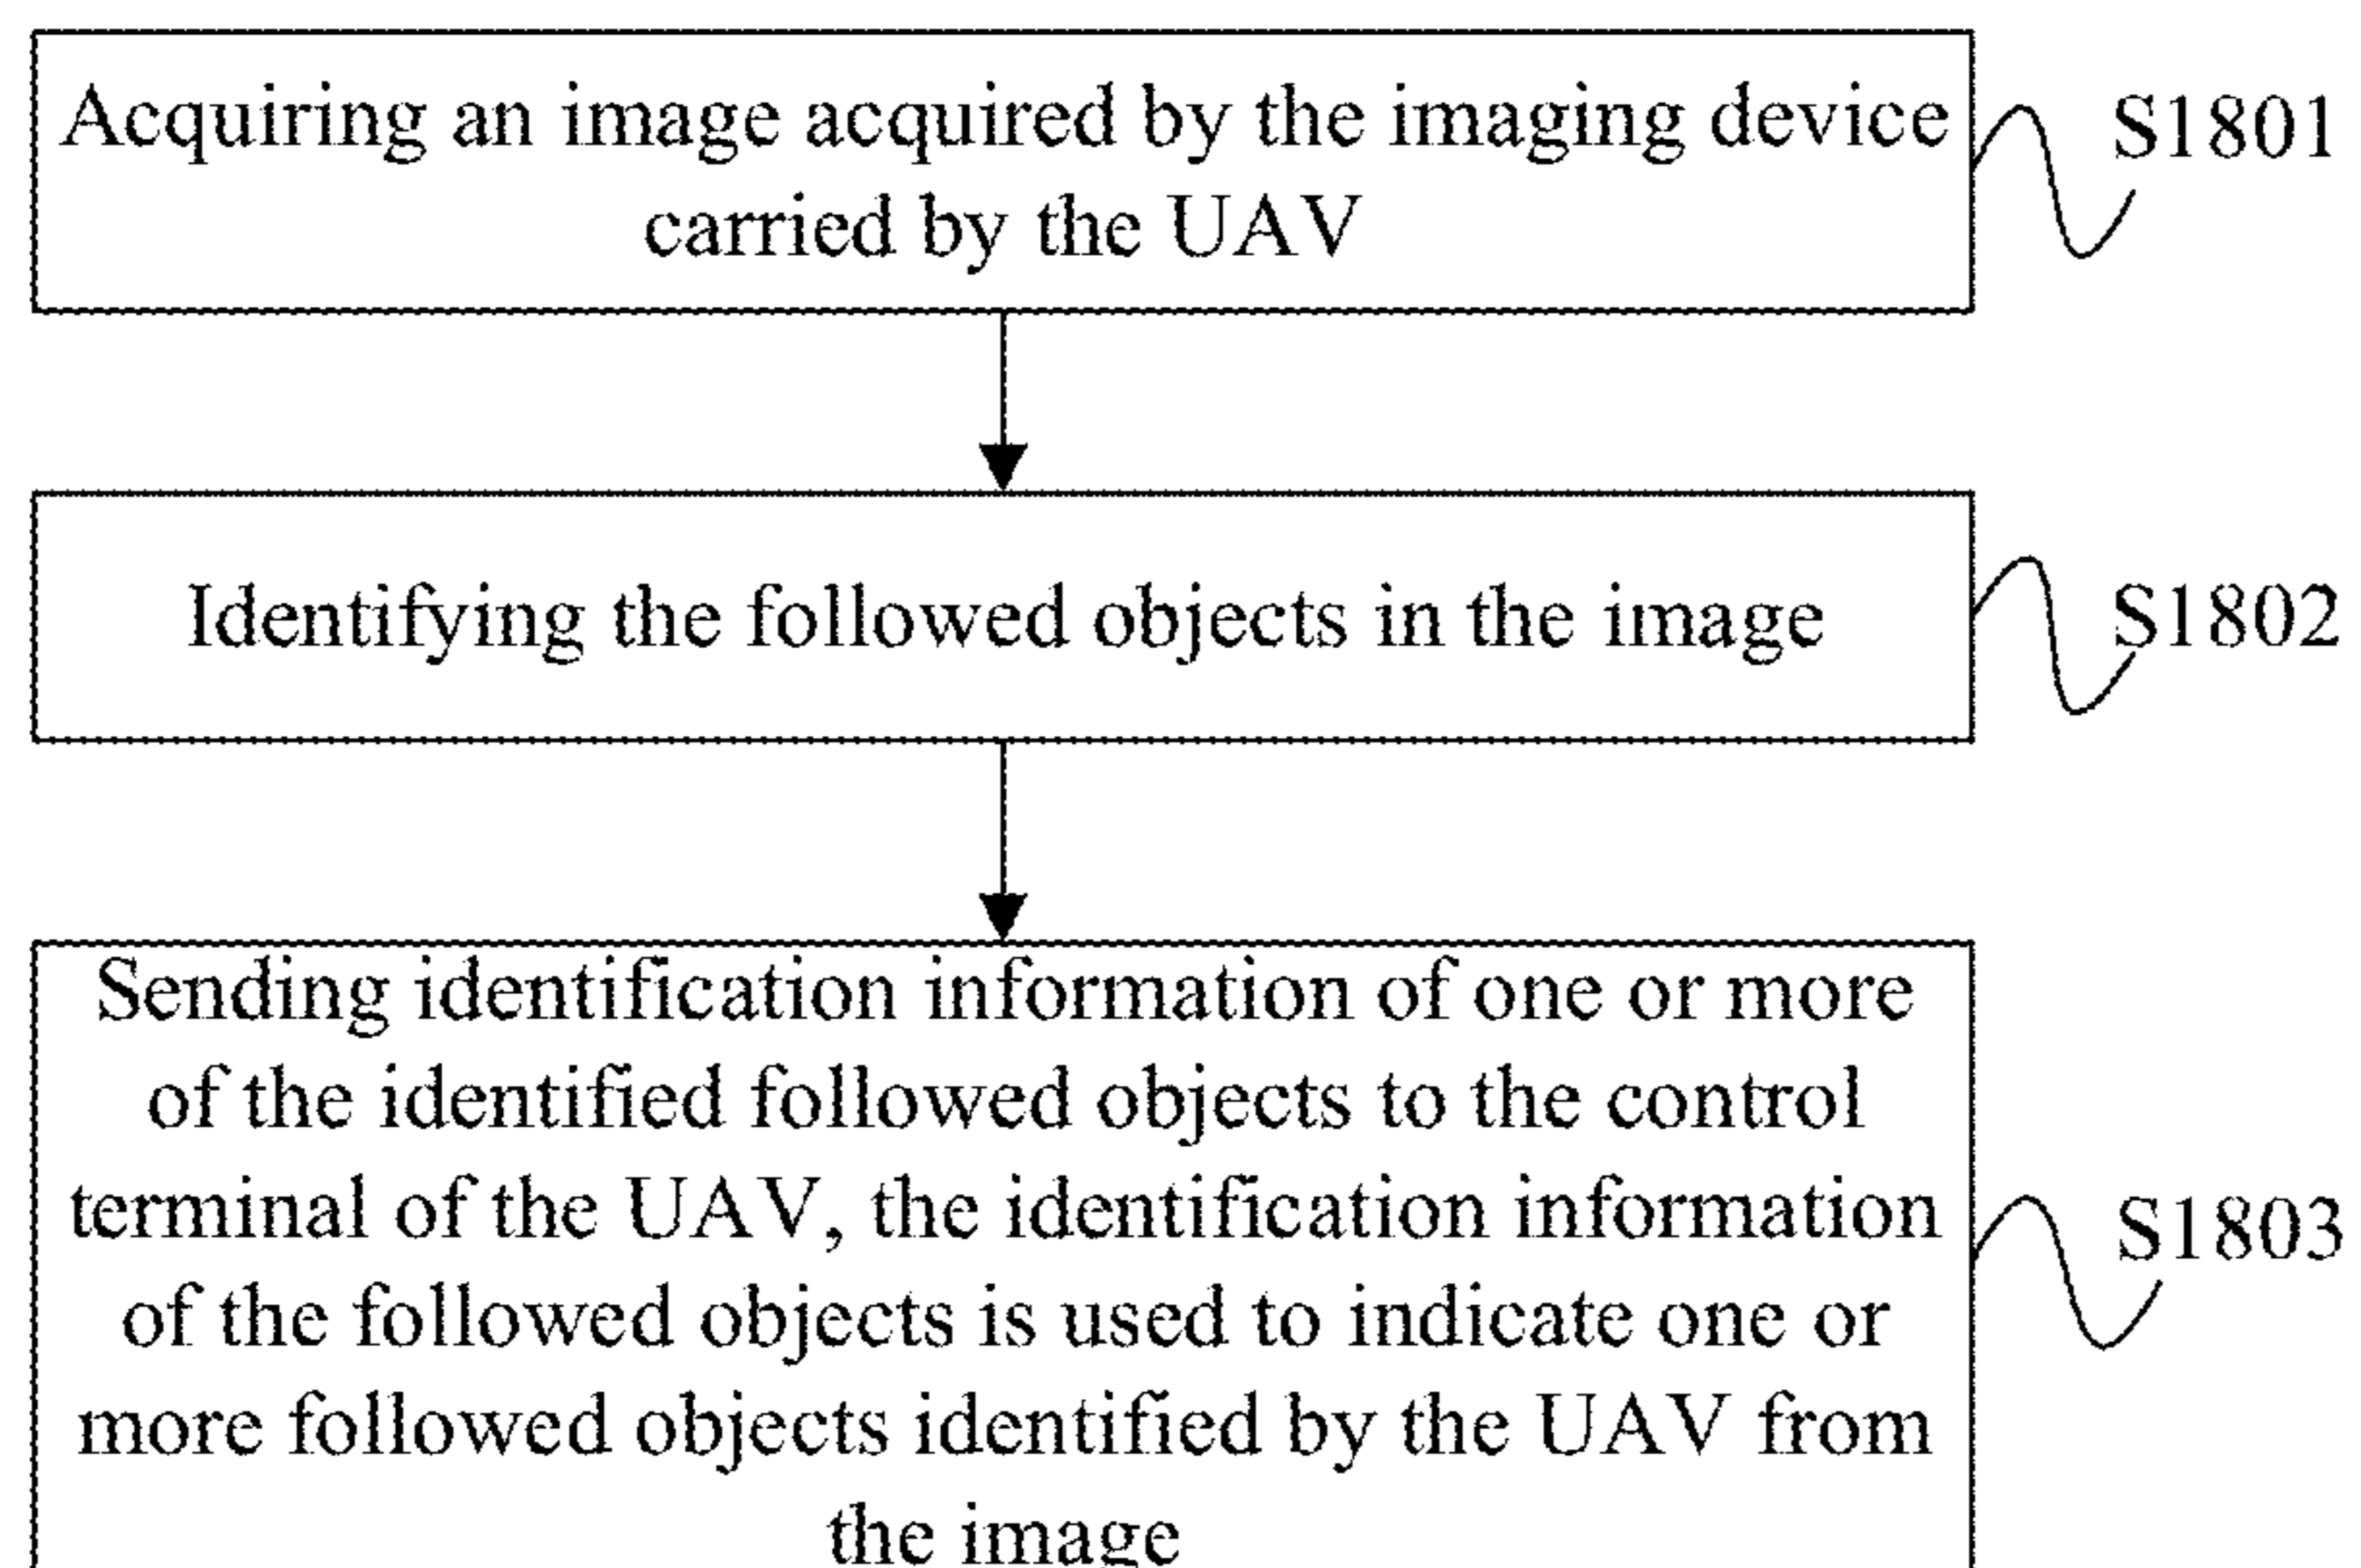 Acquiring an image acquired by the imaging device
carried by the UAV
S1801
Identifying the followed objects in the image
S1802
Sending identification information of one or more
of the identified followed objects to the control
terminal of the UAV, the identification information
of the followed objects is used to indicate one or
more followed objects identified by the UAV from
the image
S1803